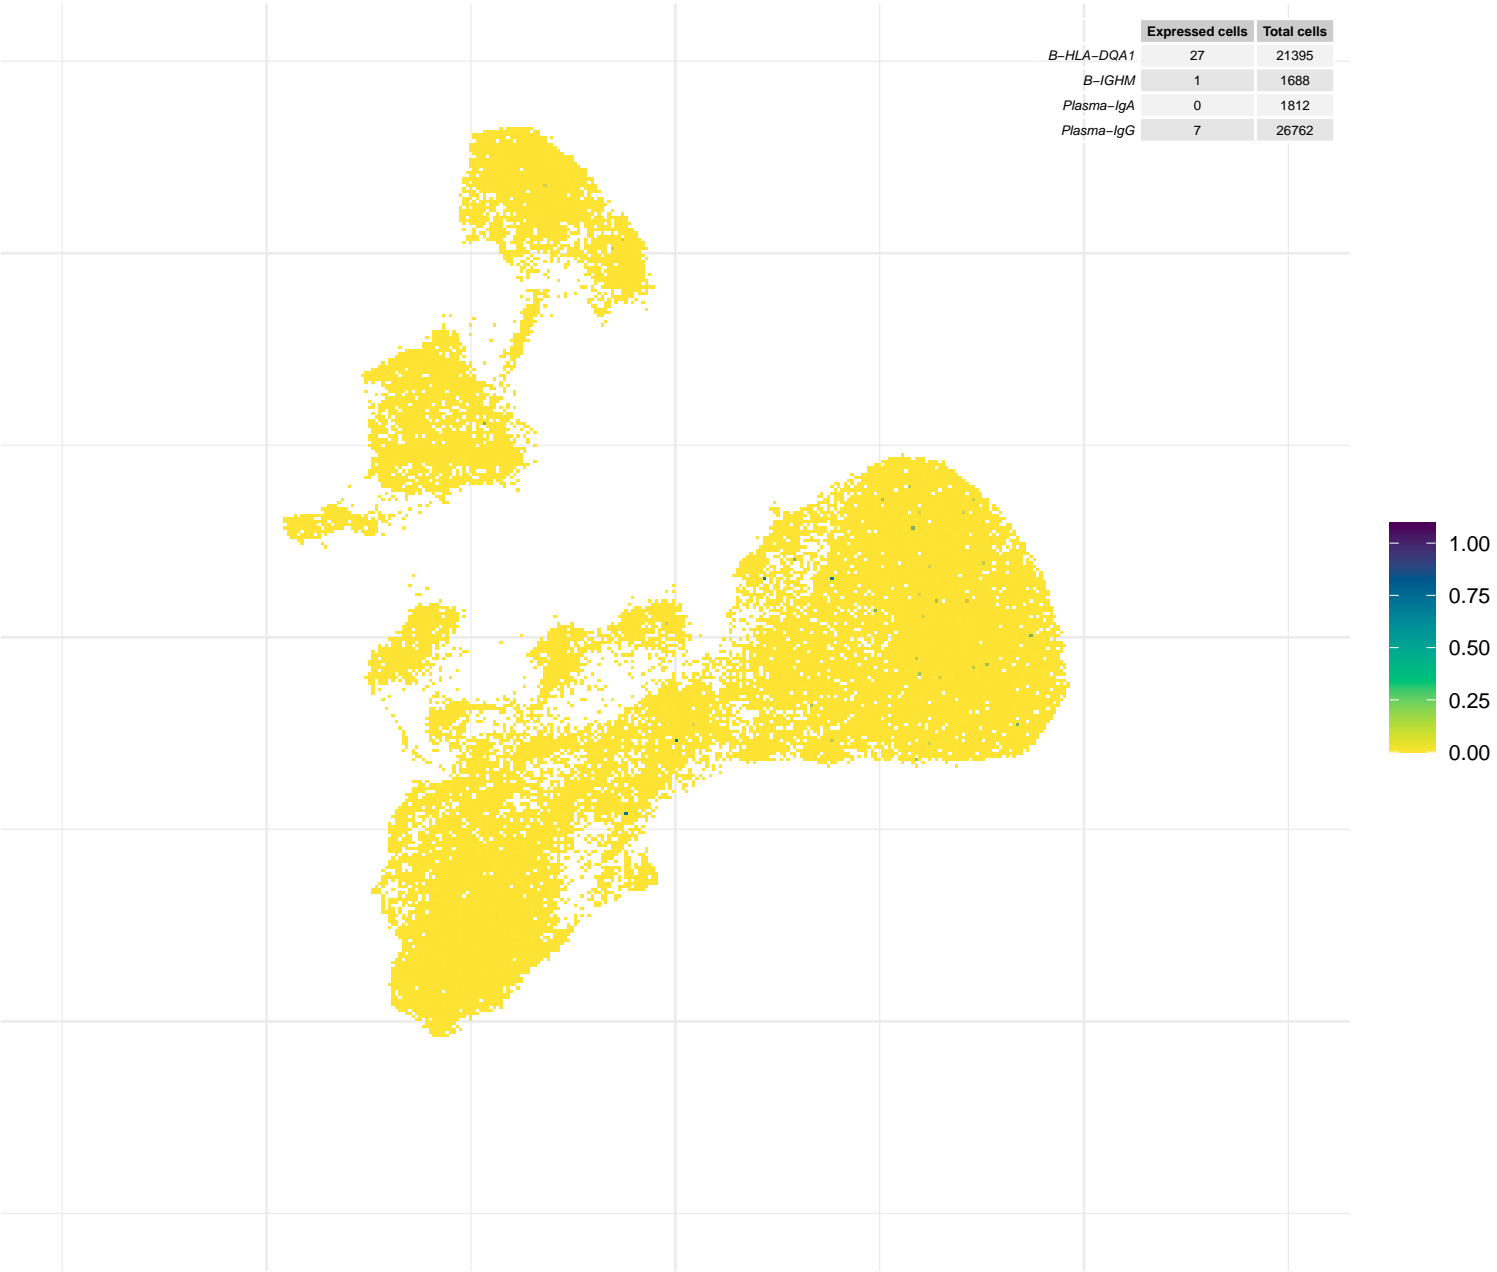 Expressed cells Total cells
B−HLA−DQA1 27 21395
B−IGHM 1 1688
Plasma−IgA 0 1812
Plasma−IgG 7 26762
1.00
0.75
0.50
0.25
0.00